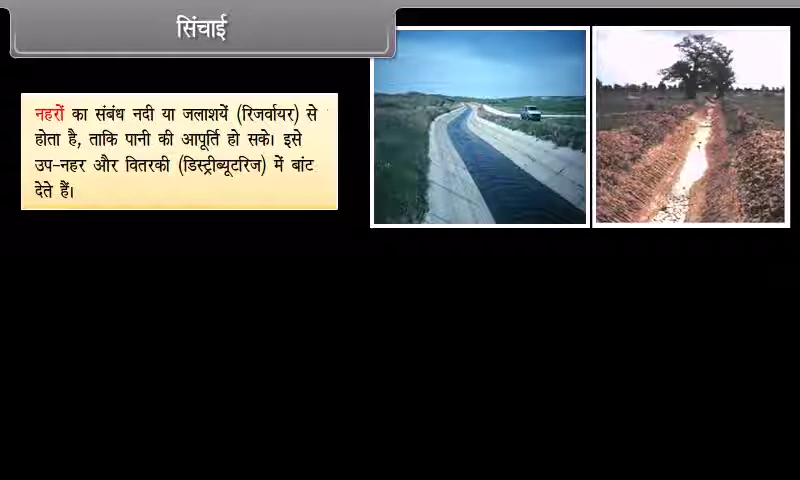 सिंचाई
नहरों का संबंध नदी या जलाशयें (रिजर्वायर) से
होता है, ताकि पानी की आपूर्ति हो सके। इसे
उप-नहर और वितरकी (डिस्ट्रीब्यूटरिज) में बांट
देते हैं।